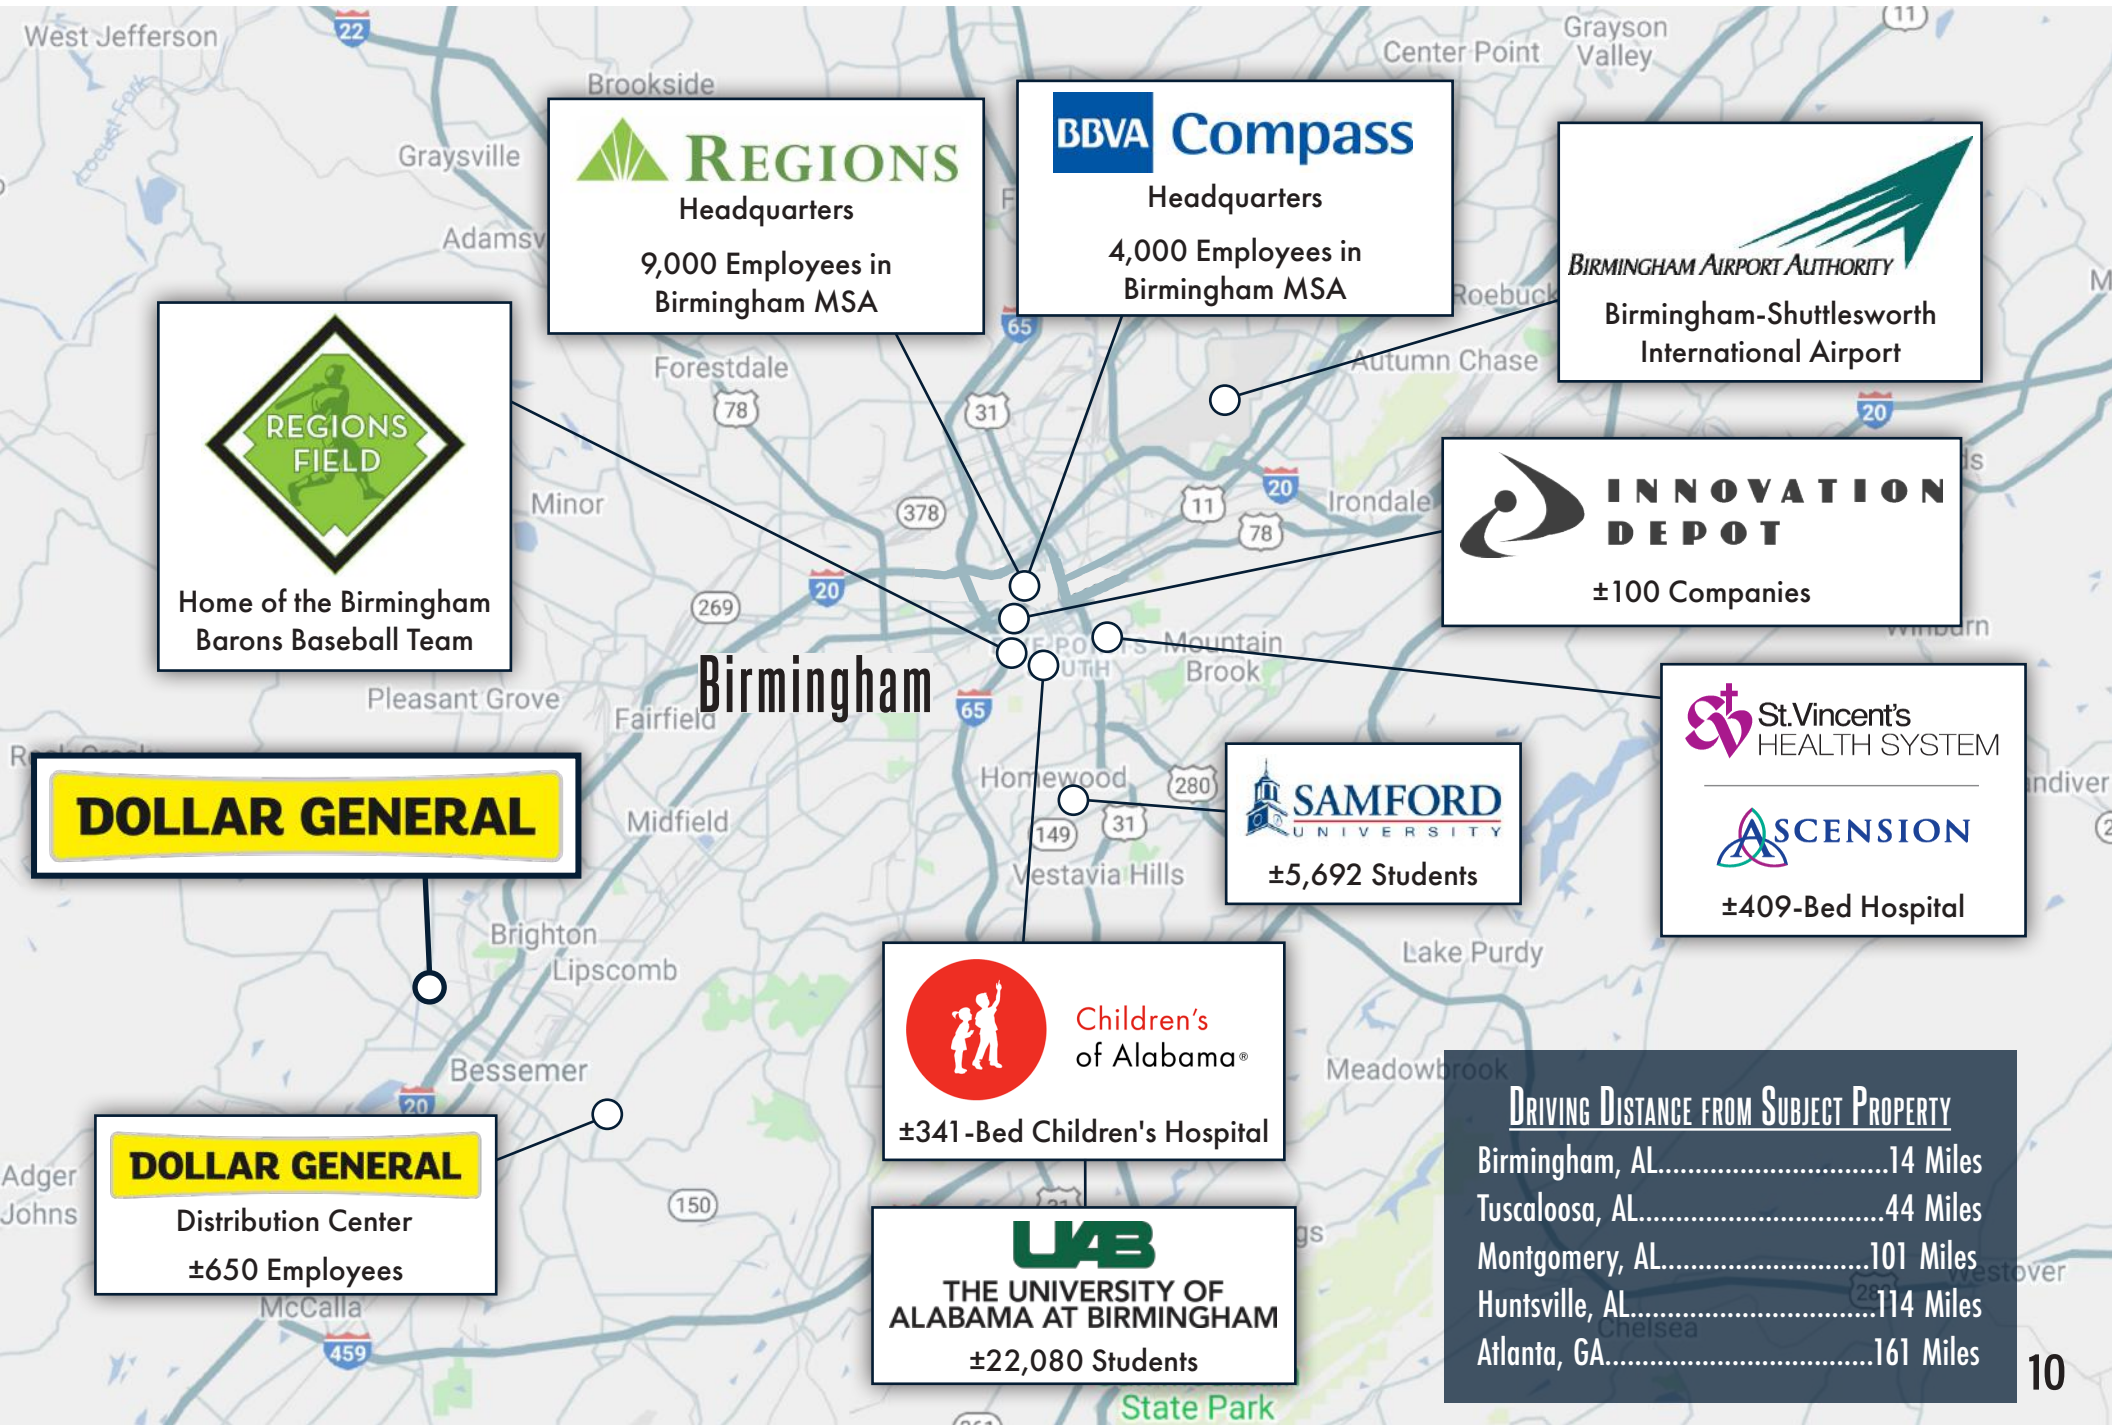 West Jefferson
22
Brookside
Grayson
Valley
Center Point
11
Locust Fork
Graysville
REGIONS
Headquarters
9,000 Employees in
Birmingham MSA
BBVA Compass
Headquarters
4,000 Employees in
Birmingham MSA
BIRMINGHAM AIRPORT AUTHORITY
Birmingham-Shuttlesworth
International Airport
65
Forestdale
78
31
Autumn Chase
20
REGIONS
FIELD
Home of the Birmingham
Barons Baseball Team
Minor
378
11
20
78
Irondale
INNOVATION
DEPOT
±100 Companies
20
269
Mountain
Brook
Pleasant Grove
Fairfield
Birmingham
65
St.Vincent's
HEALTH SYSTEM
ASCENSION
±409-Bed Hospital
DOLLAR GENERAL
Midfield
Homewood
280
149
31
Vestavia Hills
SAMFORD
UNIVERSITY
±5,692 Students
Brighton
Lipscomb
Lake Purdy
Children's
of Alabama®
±341-Bed Children's Hospital
Bessemer
20
Meadowbrook
DOLLAR GENERAL
Distribution Center
±650 Employees
Adger
Johns
150
31
UAB
THE UNIVERSITY OF
ALABAMA AT BIRMINGHAM
±22,080 Students
McCalla
459
State Park
DRIVING DISTANCE FROM SUBJECT PROPERTY
Birmingham, AL..............................14 Miles
Tuscaloosa, AL................................44 Miles
Montgomery, AL...........................101 Miles
Huntsville, AL................................114 Miles
Atlanta, GA...................................161 Miles
Westover
280
Chelsea
10